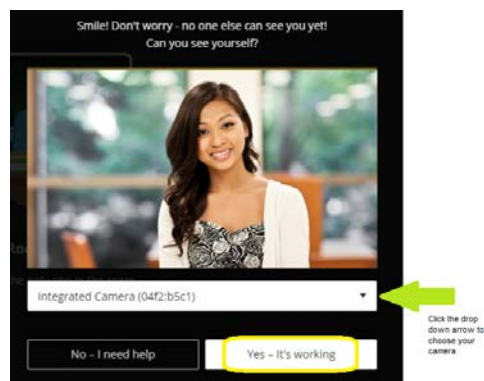 Smile! Don't worry - no one else can see you yet!
Can you see yourself?
Integrated Camera (04f2:b5c1)
Click the drop
down arrow to
choose your
camera
No – I need help
Yes – It's working